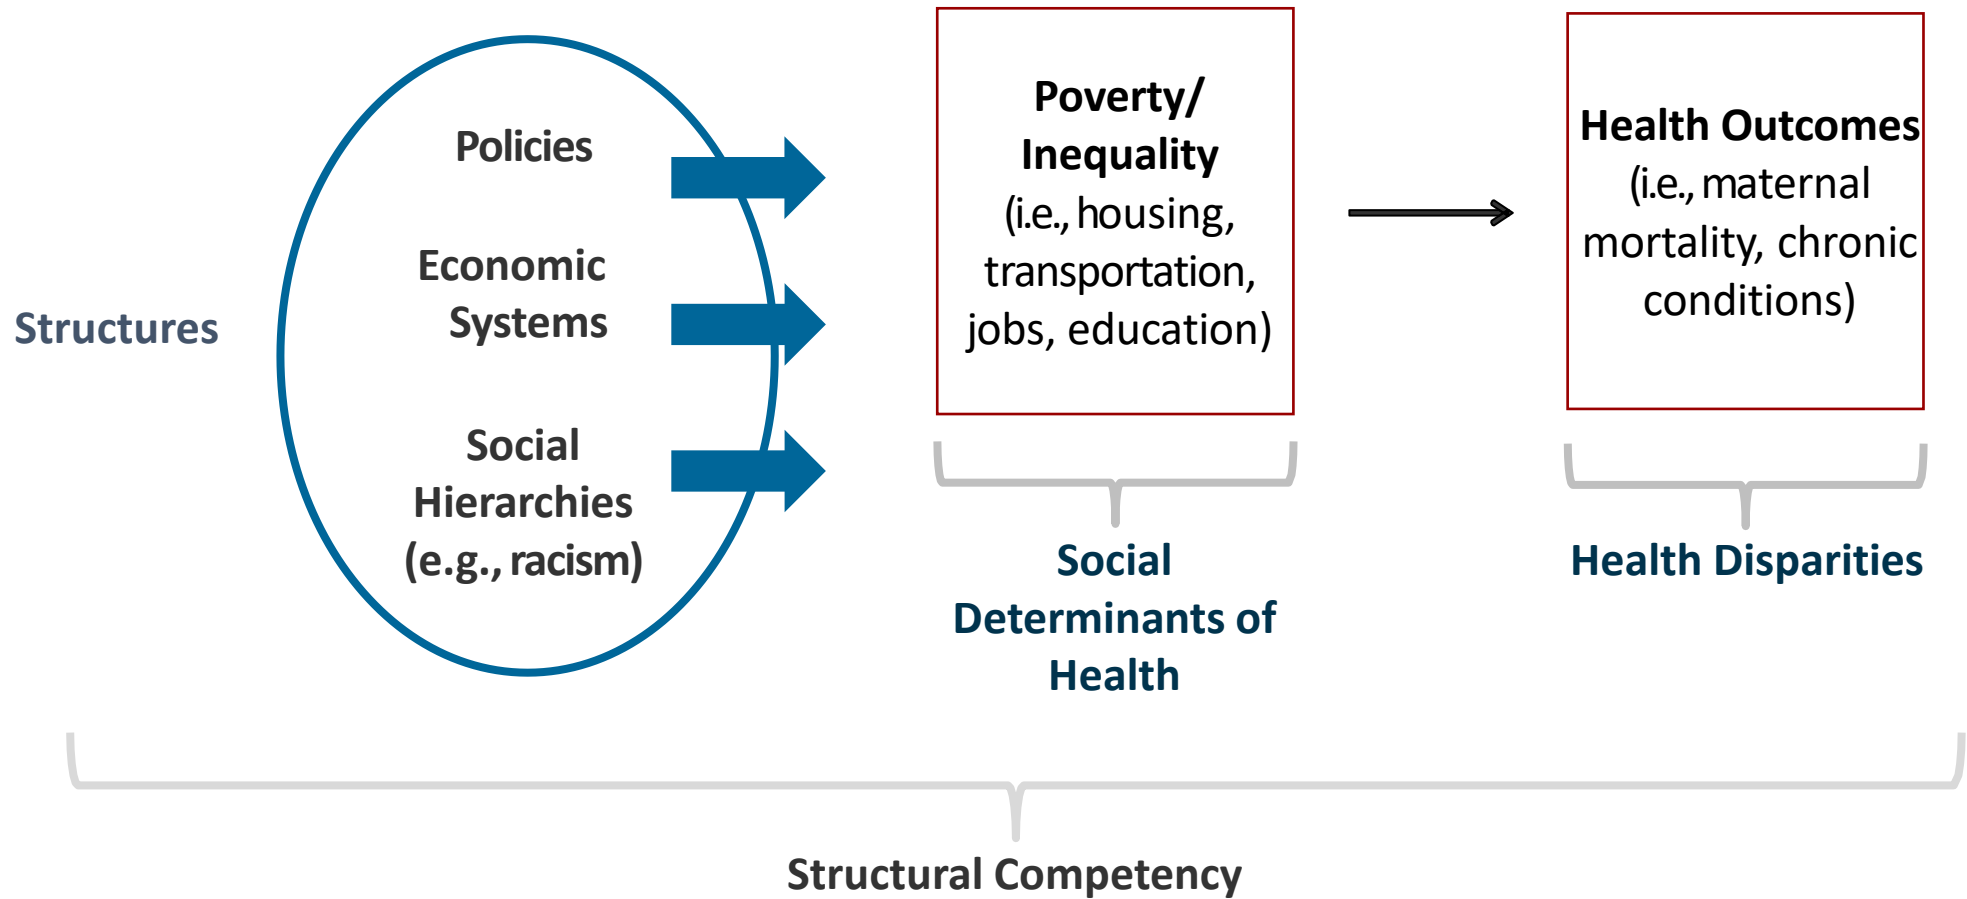 Structures
Policies
Economic
Systems
Social
Hierarchies
(e.g., racism)
Poverty/
Inequality
(i.e., housing,
transportation,
jobs, education)
Social
Determinants of
Health
Health Outcomes
(i.e., maternal
mortality, chronic
conditions)
Health Disparities
Structural Competency